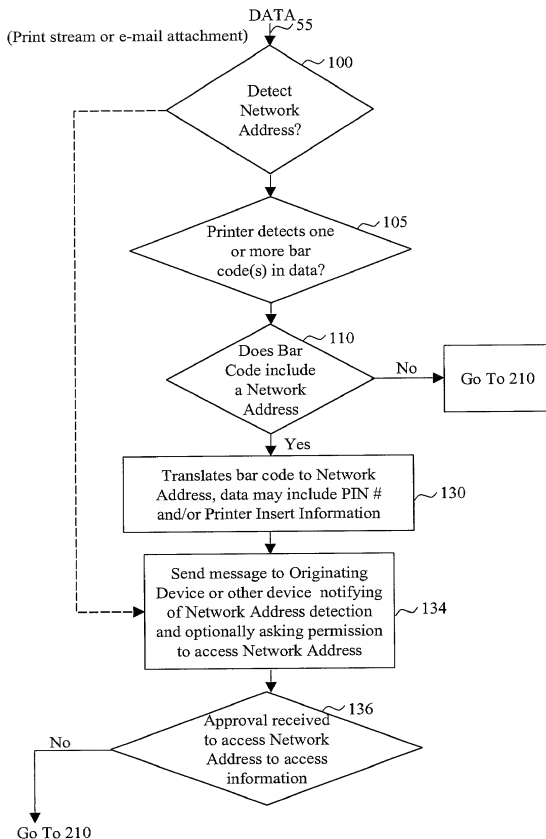 DATA
55
(Print stream or e-mail attachment)
100
Detect
Network
Address?
105
Printer detects one
or more bar
code(s) in data?
110
Does Bar
Code include
a Network
Address
No
Go To 210
Yes
Translates bar code to Network
Address, data may include PIN #
and/or Printer Insert Information
130
Send message to Originating
Device or other device notifying
of Network Address detection
and optionally asking permission
to access Network Address
134
136
Approval received
to access Network
Address to access
information
No
Go To 210